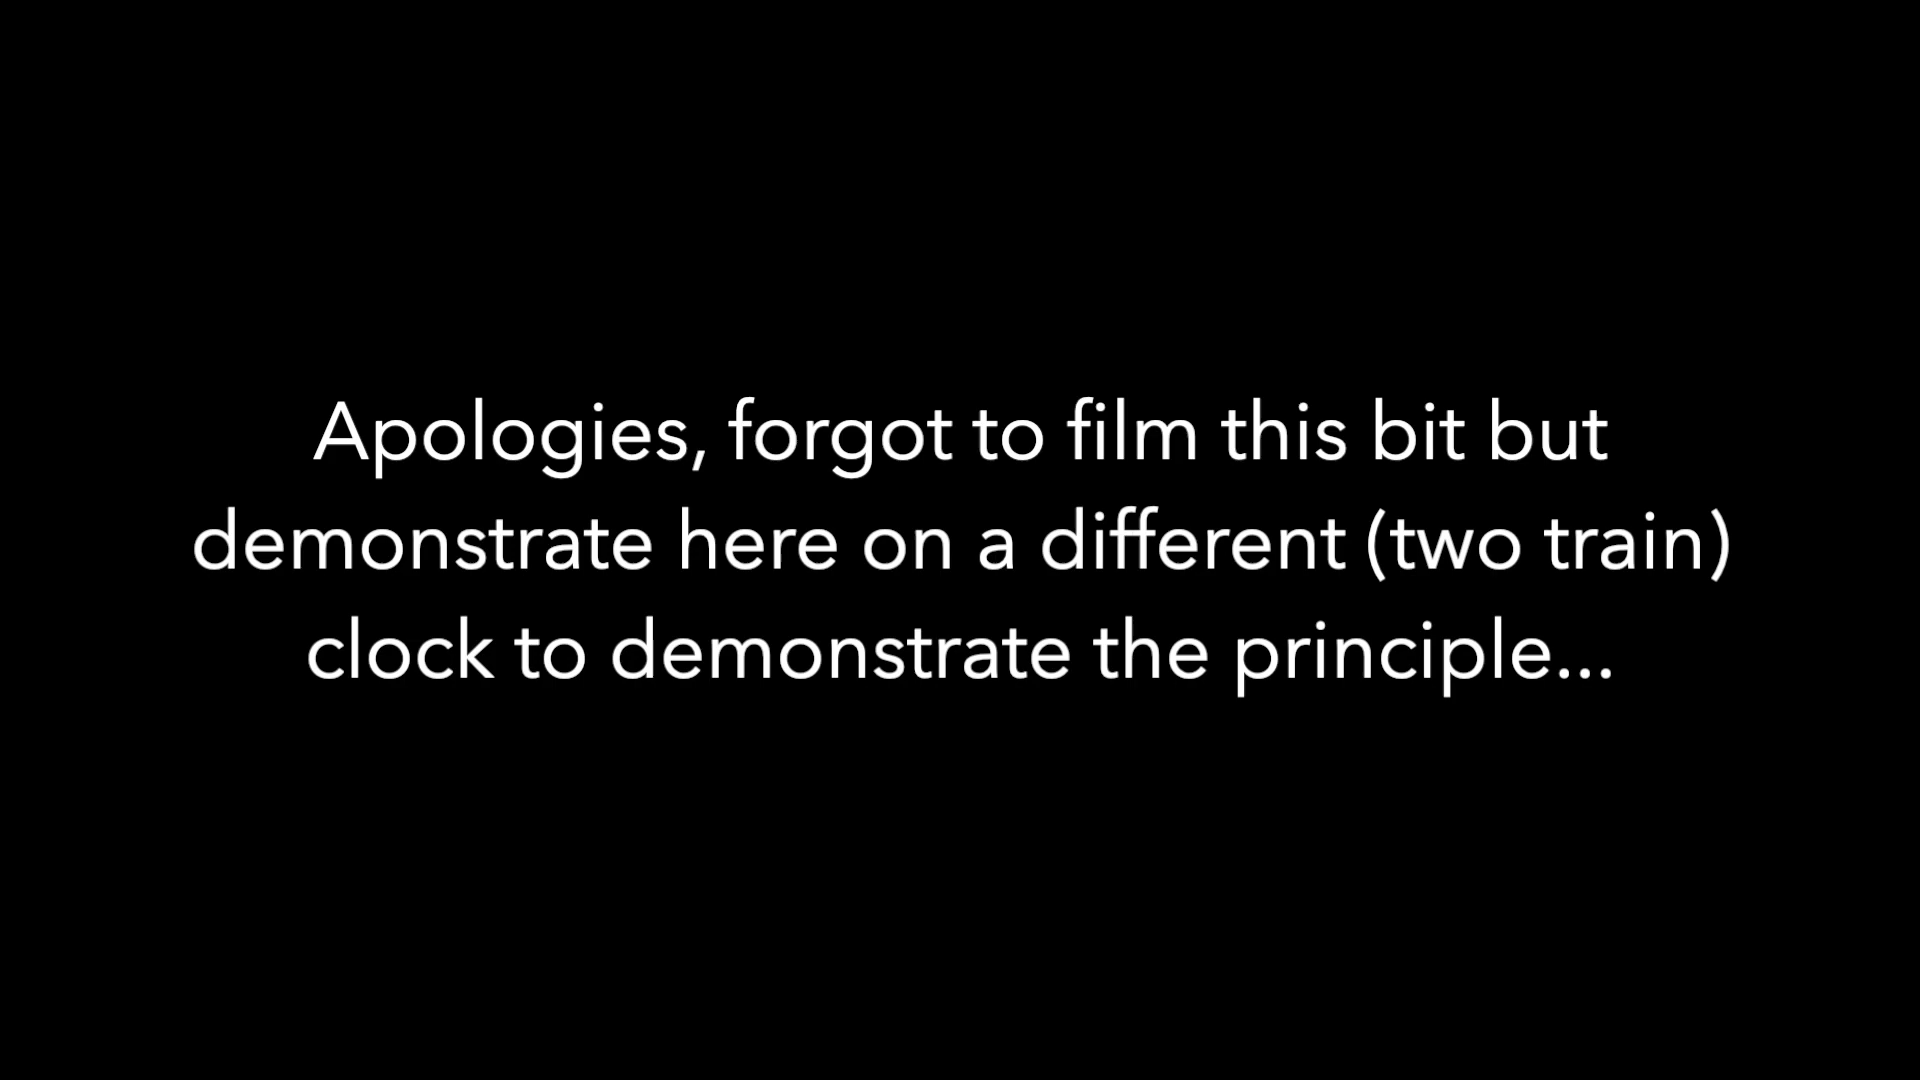 Apologies, forgot to film this bit but
demonstrate here on a different (two train)
clock to demonstrate the principle...